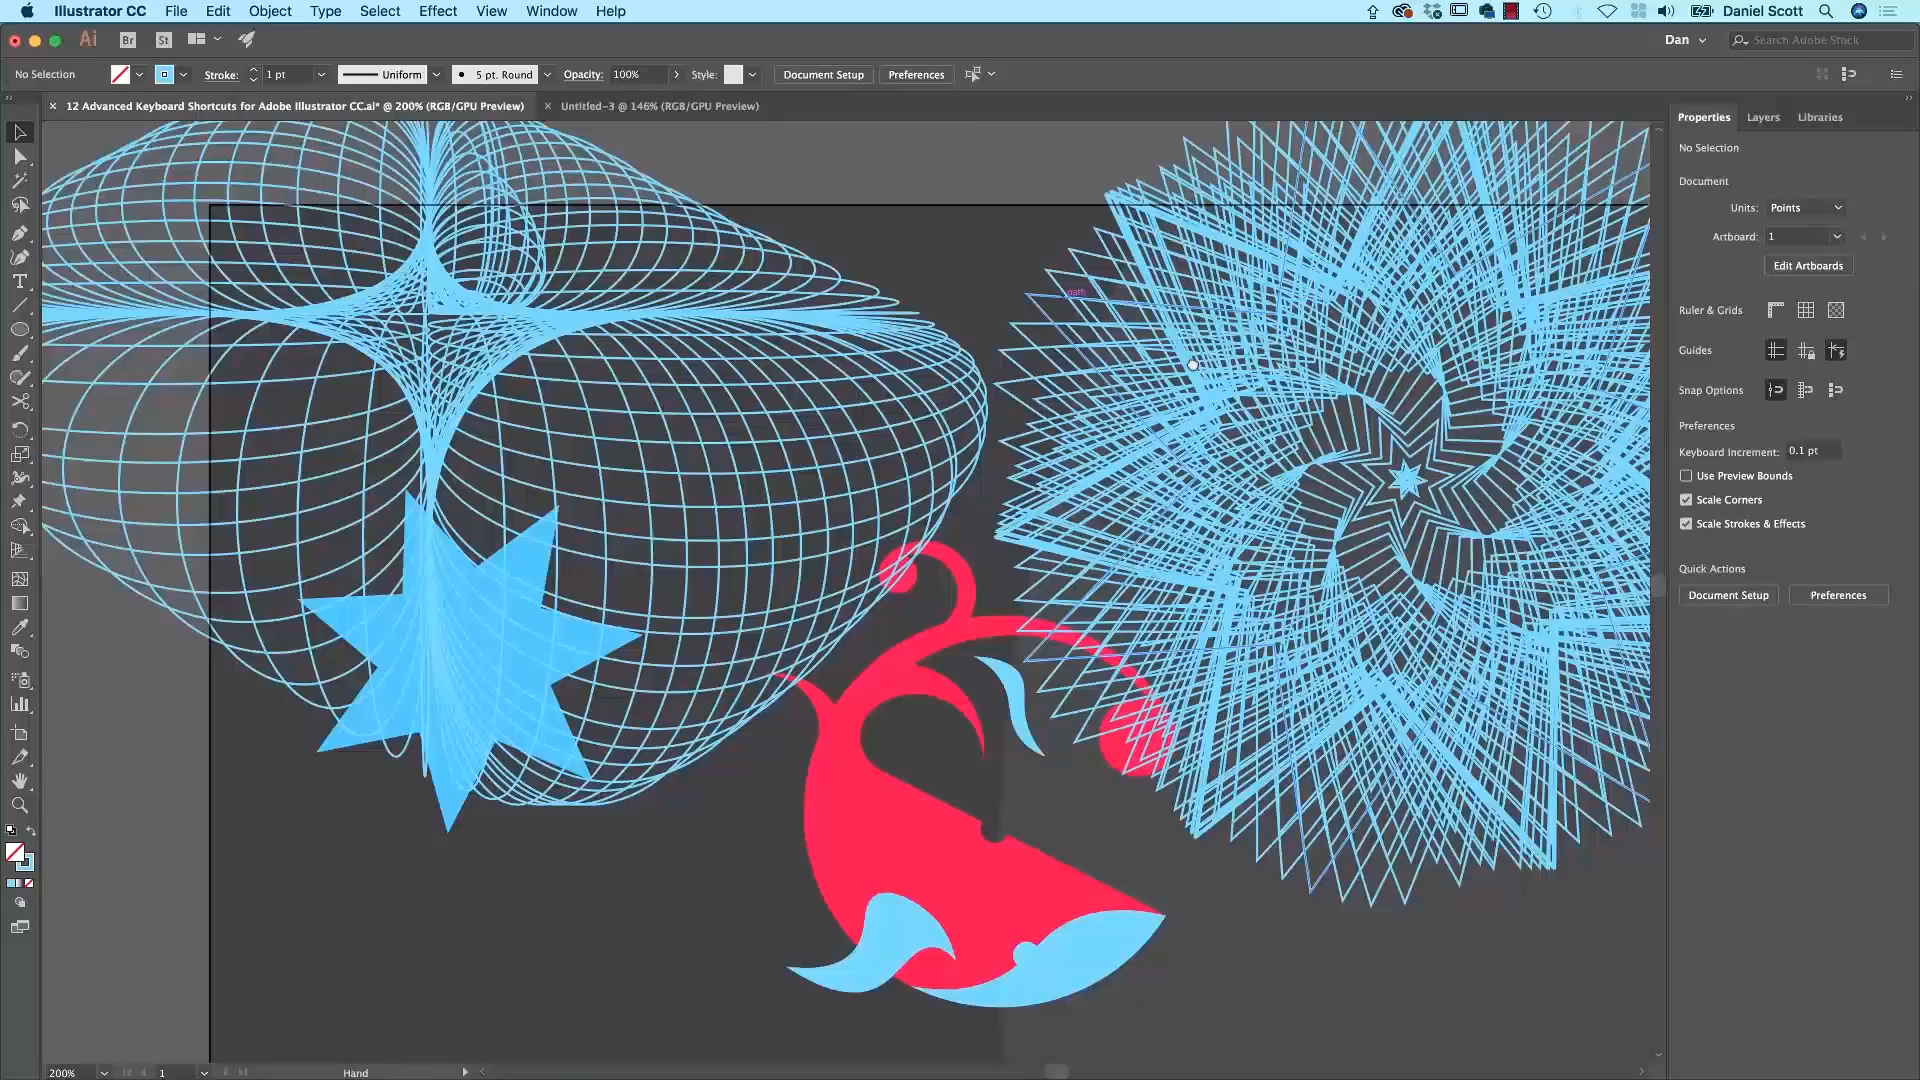 Illustrator CC File Edit Object Type Select Effect View Window Help Daniel Scott
Ai Br St Dan Search Adobe Stock
No Selection Stroke: 1 pt Uniform 5 pt. Round Opacity: 100% Style: Document Setup Preferences
12 Advanced Keyboard Shortcuts for Adobe Illustrator CC.ai* @ 200% (RGB/GPU Preview) Untitled-3 @ 146% (RGB/GPU Preview)
Properties Layers Libraries
No Selection
Document
Units: Points
Artboard: 1
Edit Artboards
path
Ruler & Grids
Guides
Snap Options
Preferences
Keyboard Increment: 0.1 pt
Use Preview Bounds
Scale Corners
Scale Strokes & Effects
Quick Actions
Document Setup Preferences
200% 1 Hand